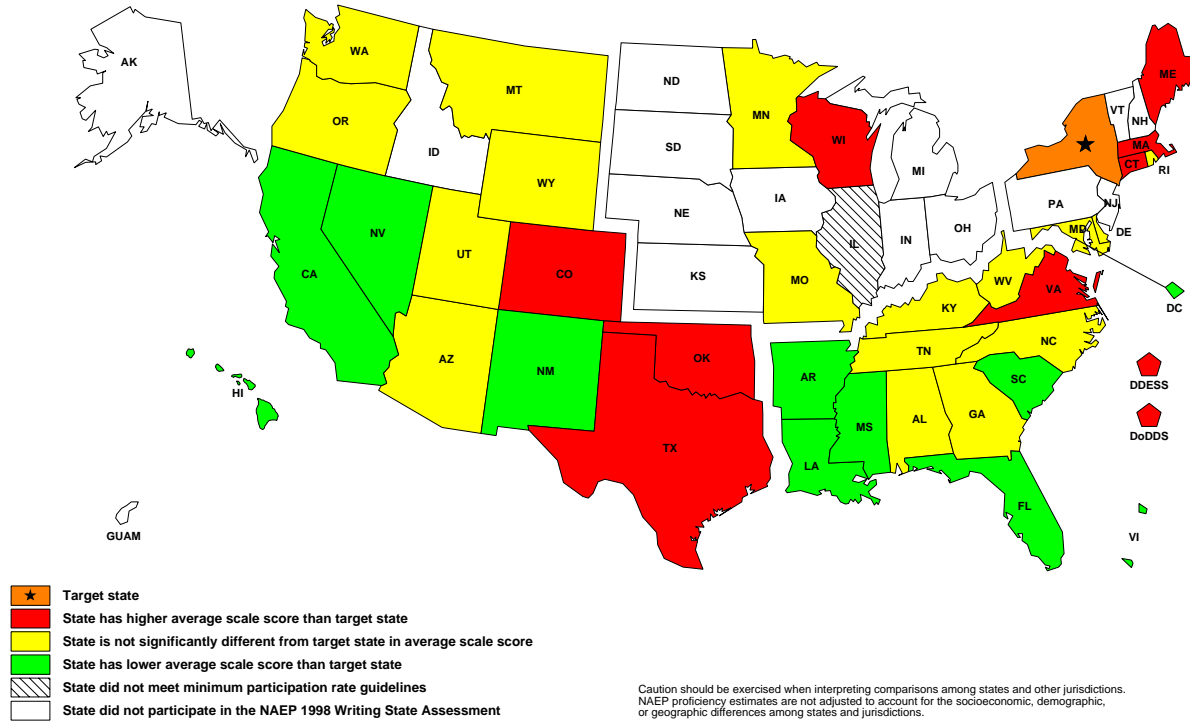 AK
WA
MT
ND
MN
ME
VT
NH
OR
ID
SD
WI
MI
MA
CT
RI
WY
IA
PA
NJ
NE
NV
UT
CO
IL
IN
OH
MD
DE
CA
KS
MO
WV
VA
DC
KY
AZ
NM
OK
TN
NC
AR
SC
DDESS
HI
MS
AL
GA
DoDDS
TX
LA
FL
GUAM
VI
Target state
State has higher average scale score than target state
State is not significantly different from target state in average scale score
State has lower average scale score than target state
State did not meet minimum participation rate guidelines
State did not participate in the NAEP 1998 Writing State Assessment
Caution should be exercised when interpreting comparisons among states and other jurisdictions.
NAEP proficiency estimates are not adjusted to account for the socioeconomic, demographic,
or geographic differences among states and jurisdictions.